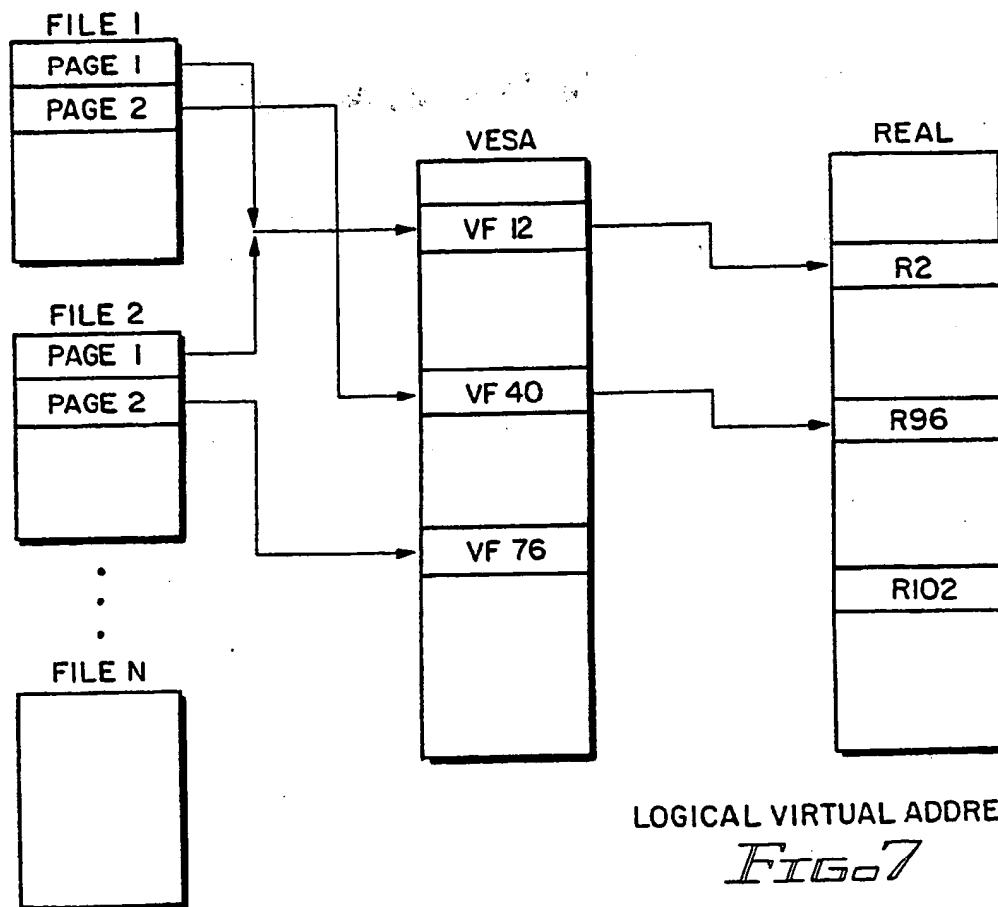 FILE 1
PAGE 1
PAGE 2
FILE 2
PAGE 1
PAGE 2
FILE N
VESA
VF 12
VF 40
VF 76
REAL
R2
R96
R102
LOGICAL VIRTUAL ADDRE
FIG. 7